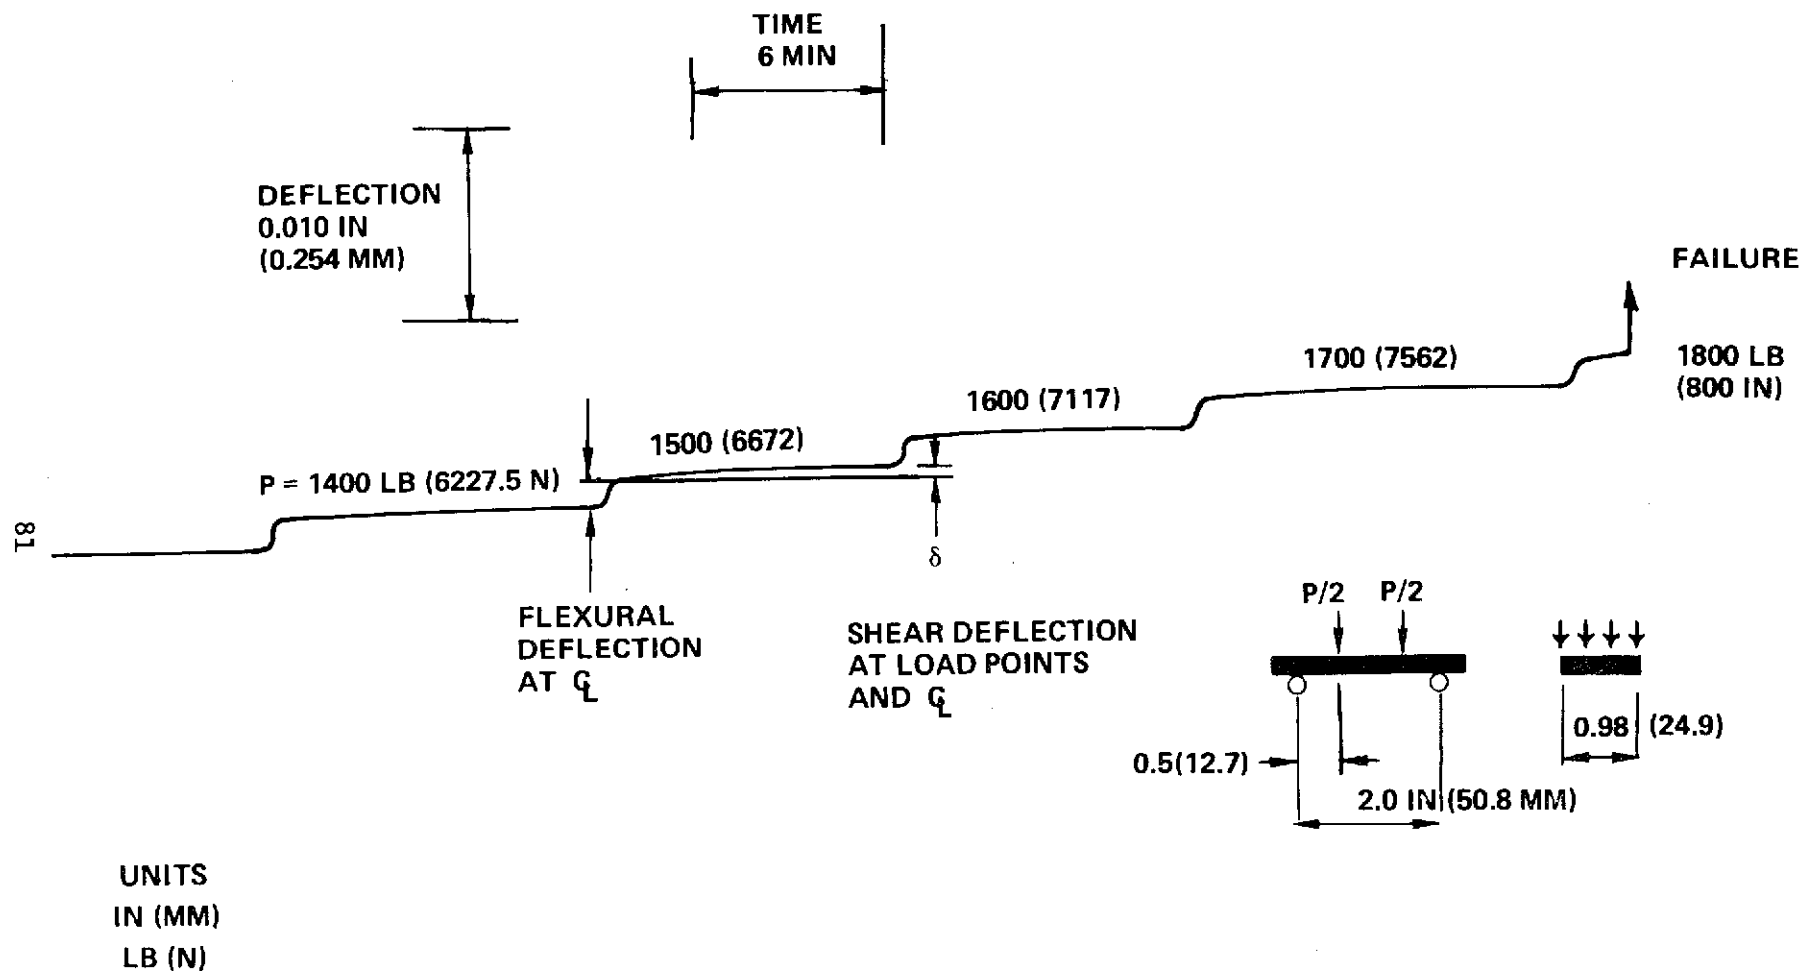 TIME
6 MIN
DEFLECTION
0.010 IN
(0.254 MM)
FAILURE
1700 (7562)
1800 LB
(800 IN)
1600 (7117)
1500 (6672)
P = 1400 LB (6227.5 N)
81
δ
FLEXURAL
DEFLECTION
AT ℄
SHEAR DEFLECTION
AT LOAD POINTS
AND ℄
P/2 P/2
0.98 (24.9)
0.5(12.7)
2.0 IN (50.8 MM)
UNITS
IN (MM)
LB (N)